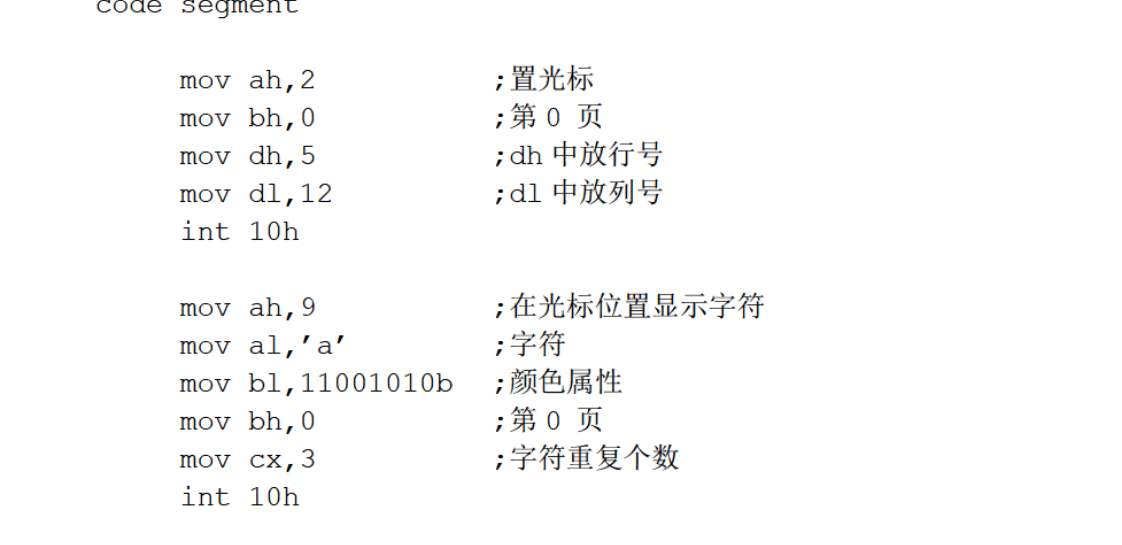 code segment
mov ah,2 ;置光标
mov bh,0 ;第 0 页
mov dh,5 ;dh 中放行号
mov dl,12 ;dl 中放列号
int 10h
mov ah,9 ;在光标位置显示字符
mov al,′a′ ;字符
mov bl,11001010b ;颜色属性
mov bh,0 ;第 0 页
mov cx,3 ;字符重复个数
int 10h